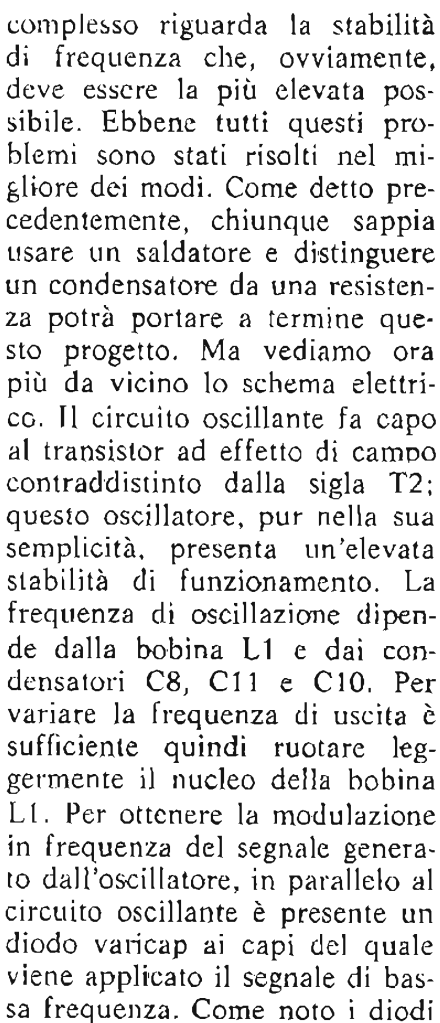 complesso riguarda la stabilità
di frequenza che, ovviamente,
deve essere la più elevata pos-
sibile. Ebbene tutti questi pro-
blemi sono stati risolti nel mi-
gliore dei modi. Come detto pre-
cedentemente, chiunque sappia
usare un saldatore e distinguere
un condensatore da una resisten-
za potrà portare a termine que-
sto progetto. Ma vediamo ora
più da vicino lo schema elettri-
co. Il circuito oscillante fa capo
al transistor ad effetto di campo
contraddistinto dalla sigla T2;
questo oscillatore, pur nella sua
semplicità, presenta un'elevata
stabilità di funzionamento. La
frequenza di oscillazione dipen-
de dalla bobina L1 e dai con-
densatori C8, C11 e C10. Per
variare la frequenza di uscita è
sufficiente quindi ruotare leg-
germente il nucleo della bobina
L1. Per ottenere la modulazione
in frequenza del segnale genera-
to dall'oscillatore, in parallelo al
circuito oscillante è presente un
diodo varicap ai capi del quale
viene applicato il segnale di bas-
sa frequenza. Come noto i diodi